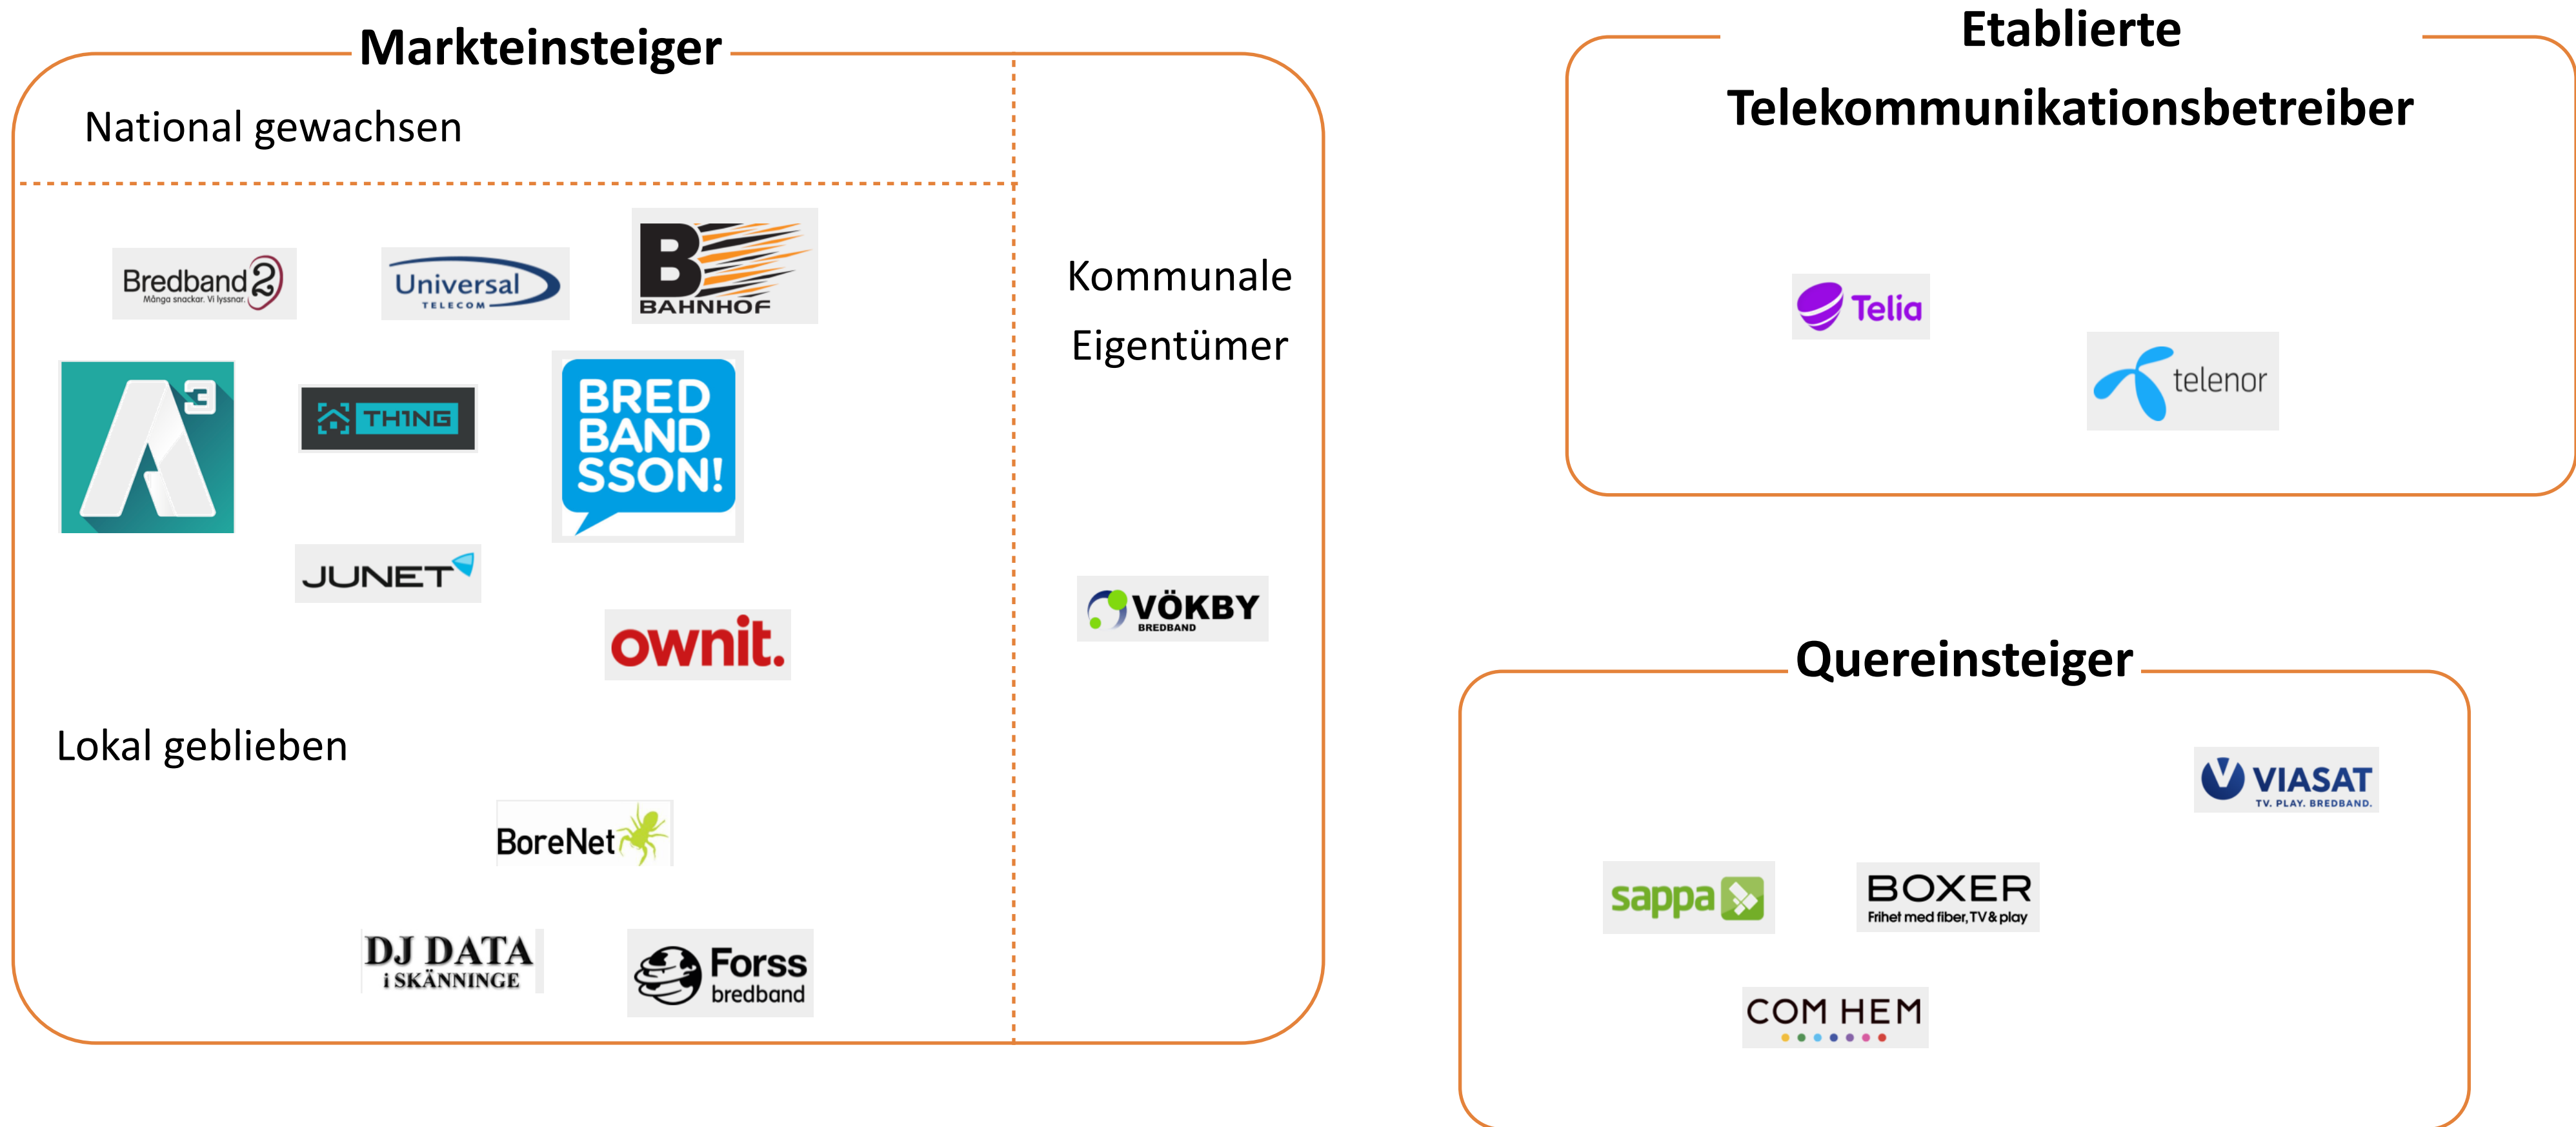 Markteinsteiger
National gewachsen
Bredband2
Många snackar. Vi lyssnar.
Universal
TELECOM
B
BAHNHOF
A3
TH1NG
BRED
BAND
SSON!
JUNET
ownit.
Lokal geblieben
BoreNet
DJ DATA
i SKÄNNINGE
Forss
bredband
Kommunale
Eigentümer
VÖKBY
BREDBAND
Etablierte
Telekommunikationsbetreiber
Telia
telenor
Quereinsteiger
VIASAT
TV. PLAY. BREDBAND.
sappa
BOXER
Frihet med fiber, TV & play
COM HEM